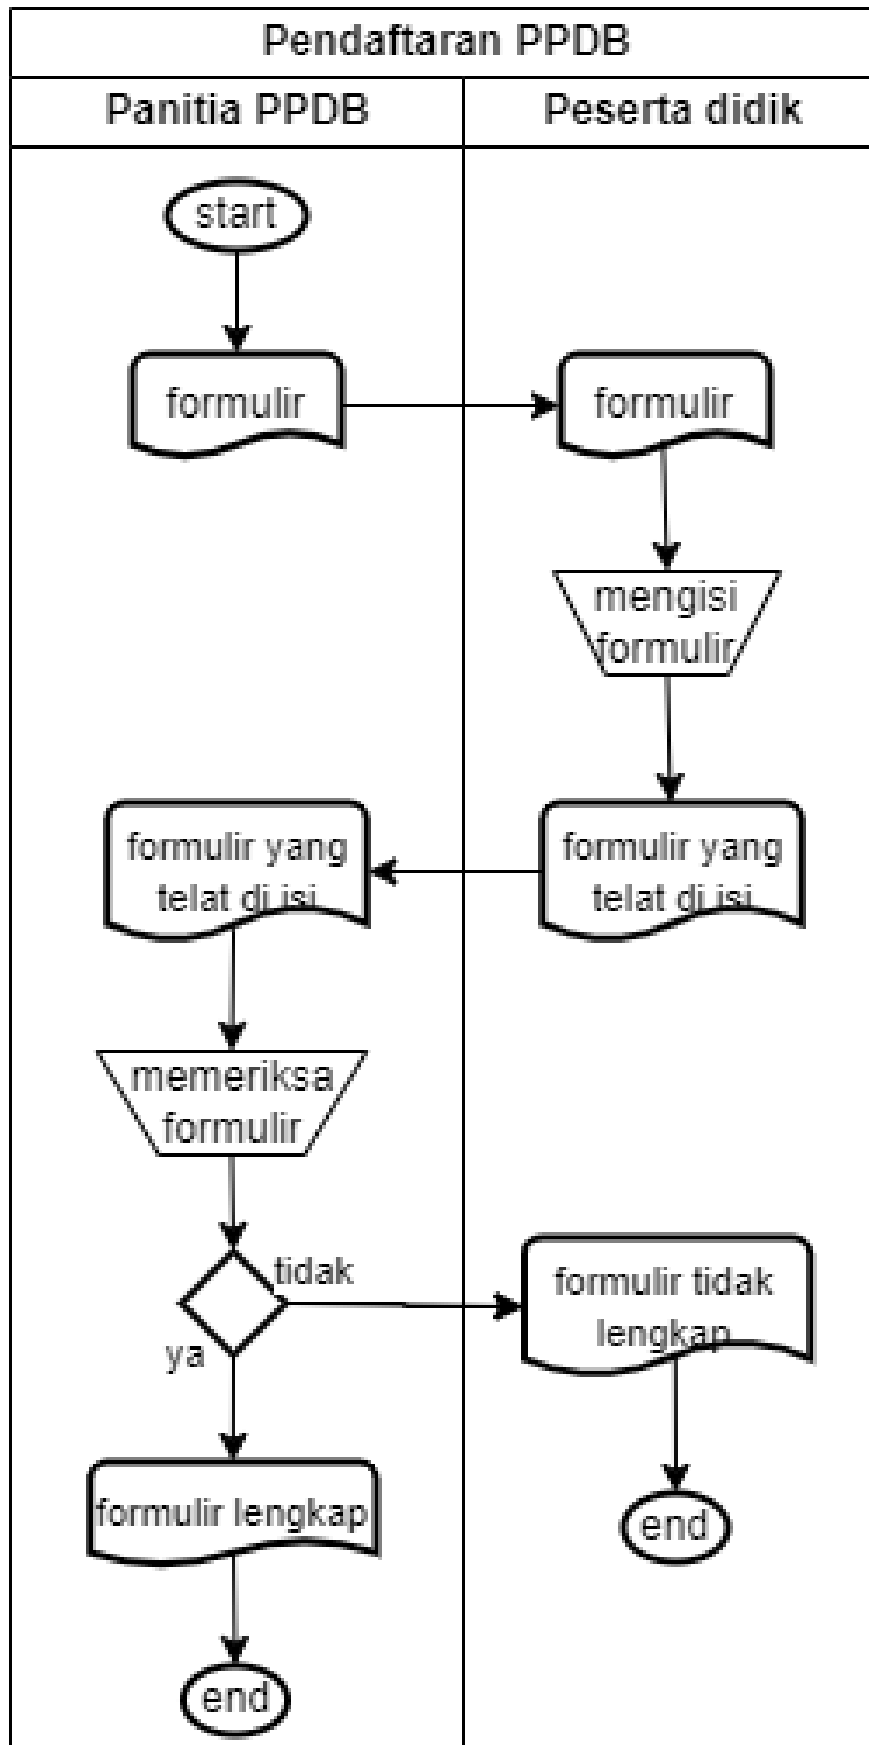 Pendaftaran PPDB
Panitia PPDB
Peserta didik
start
formulir
formulir
mengisi
formulir
formulir yang
telat di isi
formulir yang
telat di isi
memeriksa
formulir
tidak
ya
formulir tidak
lengkap
formulir lengkap
end
end